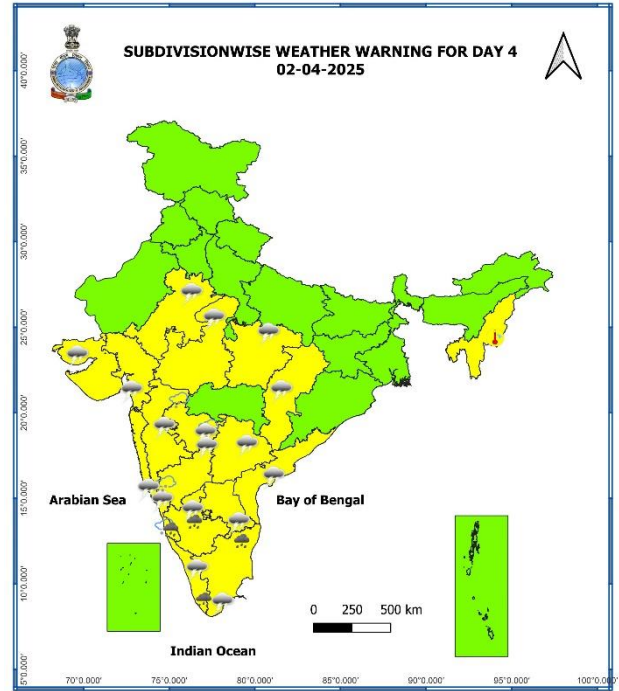 SUBDIVISIONWISE WEATHER WARNING FOR DAY 4
02-04-2025
40°0.000'
35°0.000'
30°0.000'
25°0.000'
20°0.000'
15°0.000'
10°0.000'
5°0.000'
Arabian Sea
Bay of Bengal
0 250 500 km
Indian Ocean
70°0.000' 75°0.000' 80°0.000' 85°0.000' 90°0.000' 95°0.000' 100°0.000'